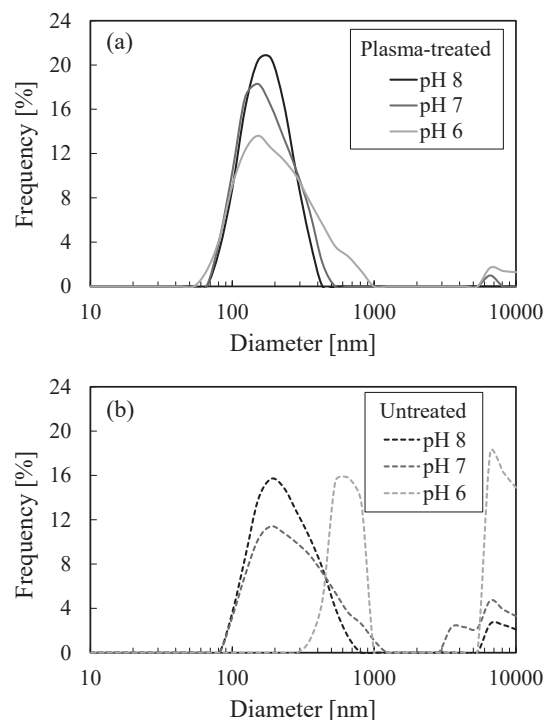 (a)
Plasma-treated
pH 8
pH 7
pH 6
Frequency [%]
24
20
16
12
8
4
0
10
100
1000
10000
Diameter [nm]
(b)
Untreated
pH 8
pH 7
pH 6
Frequency [%]
24
20
16
12
8
4
0
10
100
1000
10000
Diameter [nm]